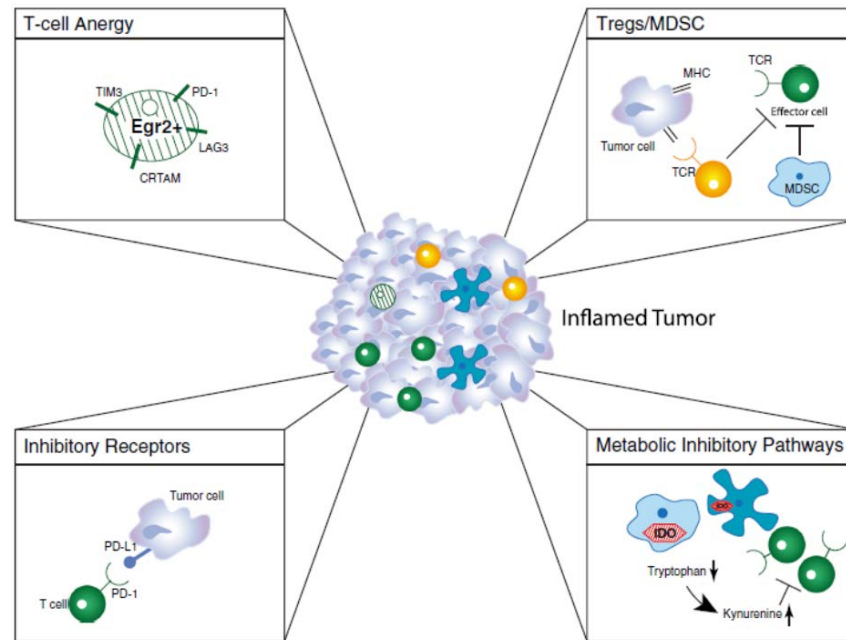 T-cell Anergy
TIM3
PD-1
Egr2+
LAG3
CRTAM
Tregs/MDSC
TCR
MHC
Effector cell
Tumor cell
TCR
MDSC
Inflamed Tumor
Inhibitory Receptors
Tumor cell
PD-L1
PD-1
T cell
Metabolic Inhibitory Pathways
IDO
IDO
Tryptophan
Kynurenine